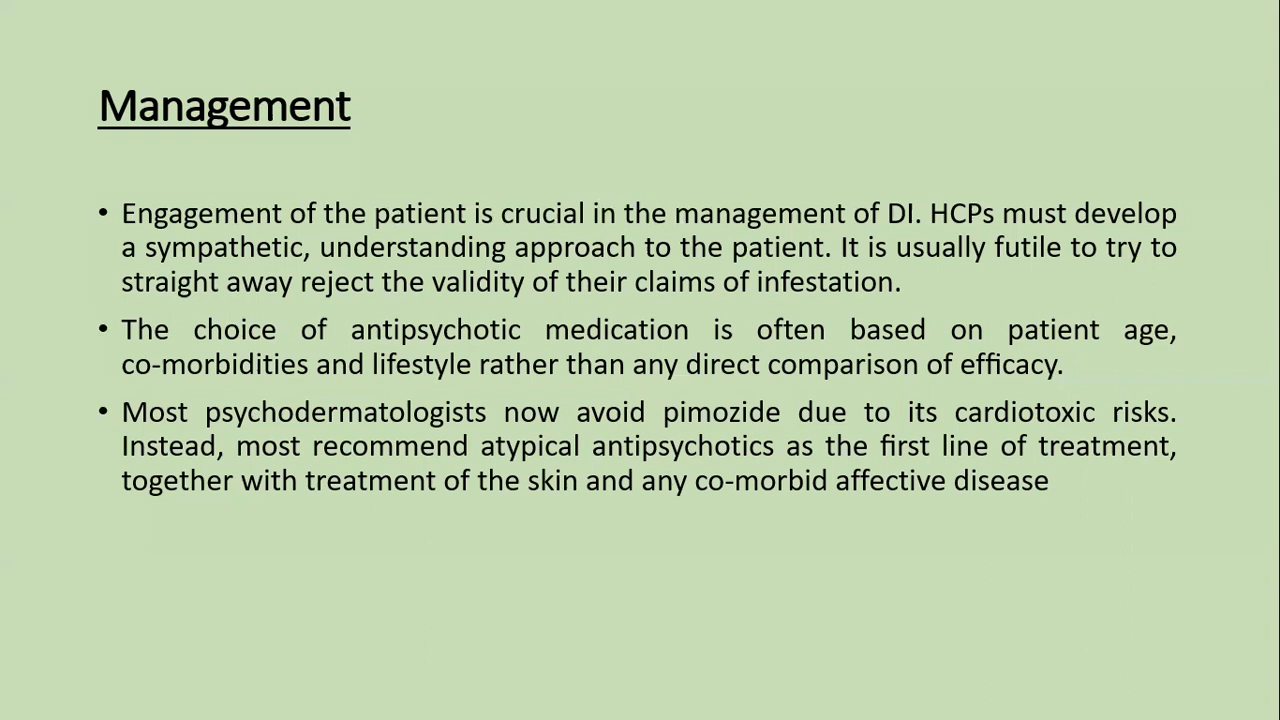 Management
• Engagement of the patient is crucial in the management of DI. HCPs must develop
a sympathetic, understanding approach to the patient. It is usually futile to try to
straight away reject the validity of their claims of infestation.
• The choice of antipsychotic medication is often based on patient age,
co-morbidities and lifestyle rather than any direct comparison of efficacy.
• Most psychodermatologists now avoid pimozide due to its cardiotoxic risks.
Instead, most recommend atypical antipsychotics as the first line of treatment,
together with treatment of the skin and any co-morbid affective disease